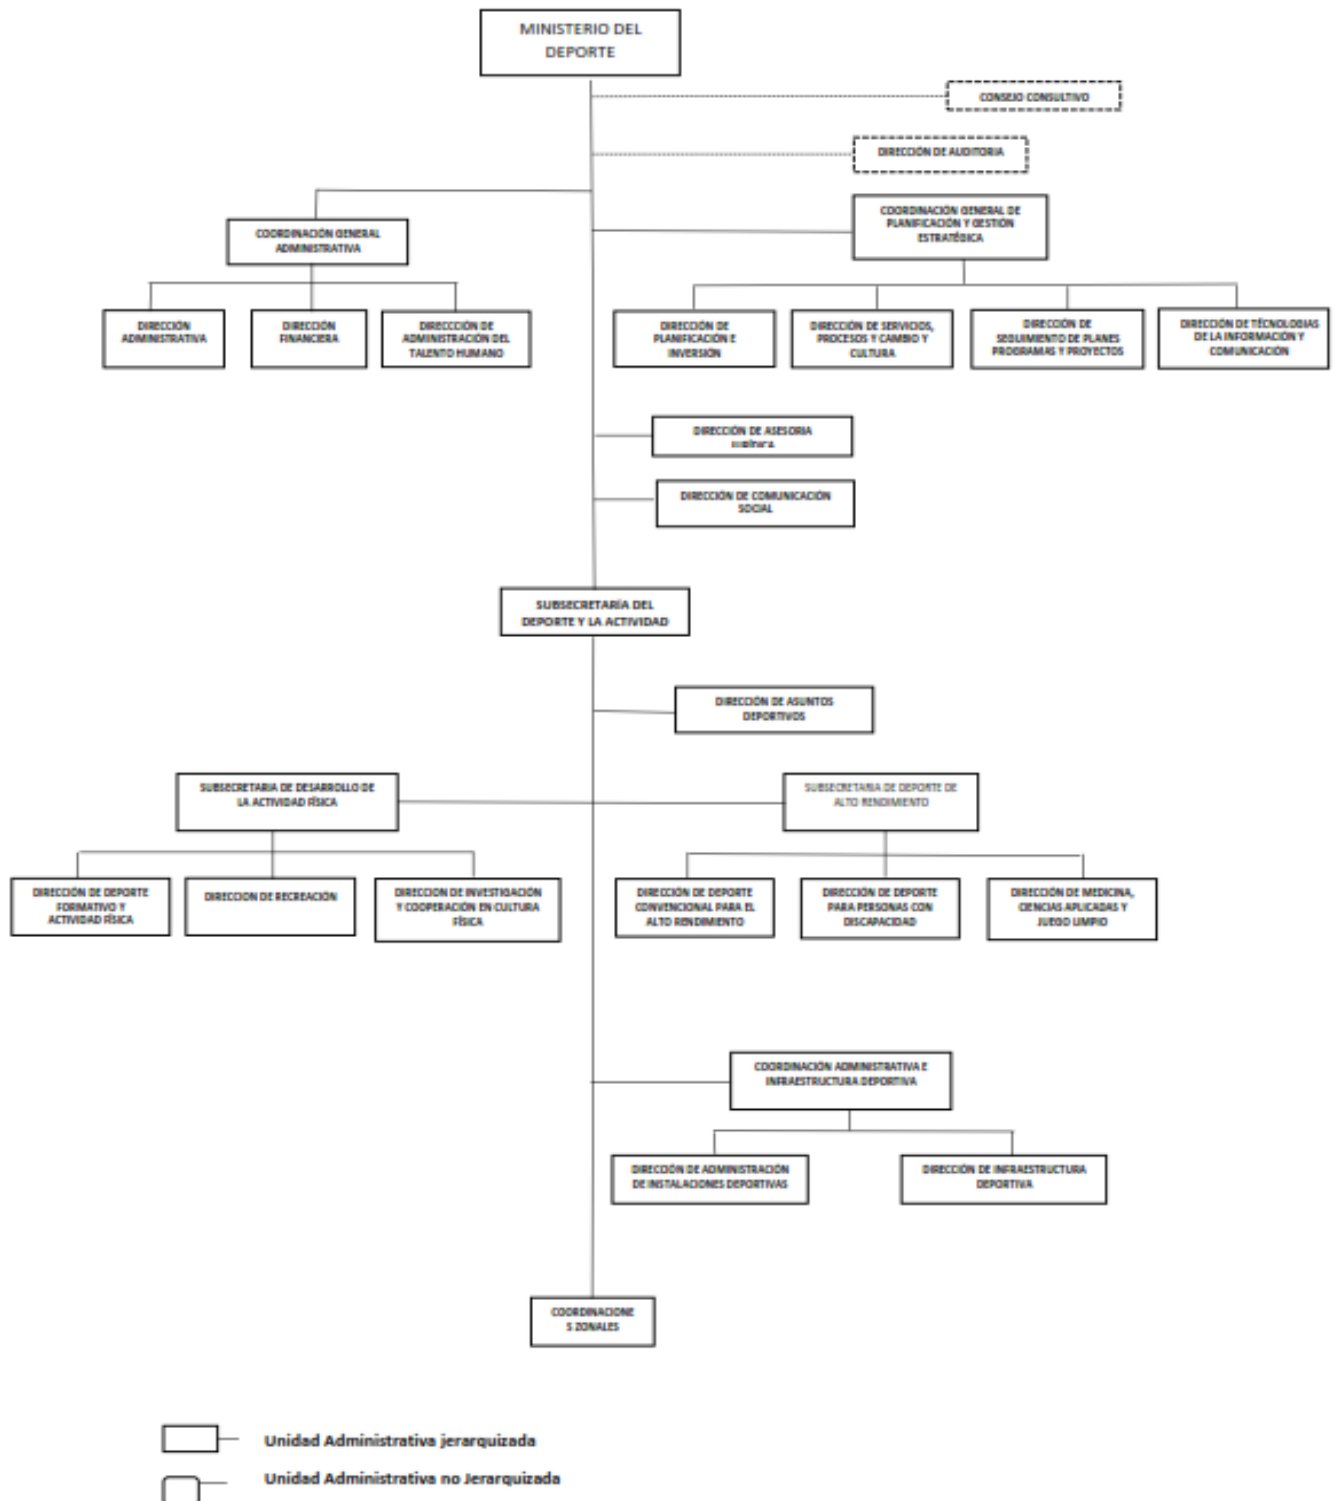 MINISTERIO DEL
DEPORTE
CONSEJO CONSULTIVO
DIRECCIÓN DE AUDITORIA
COORDINACIÓN GENERAL
ADMINISTRATIVA
COORDINACIÓN GENERAL DE
PLANIFICACIÓN Y GESTIÓN
ESTRATÉGICA
DIRECCIÓN
ADMINISTRATIVA
DIRECCIÓN
FINANCIERA
DIRECCCIÓN DE
ADMINISTRACIÓN DEL
TALENTO HUMANO
DIRECCIÓN DE
PLANIFICACIÓN E
INVERSIÓN
DIRECCIÓN DE SERVICIOS,
PROCESOS Y CAMBIO Y
CULTURA
DIRECCIÓN DE
SEGUIMIENTO DE PLANES
PROGRAMAS Y PROYECTOS
DIRECCIÓN DE TÉCNOLOGIAS
DE LA INFORMACIÓN Y
COMUNICACIÓN
DIRECCIÓN DE ASESORIA
JURÍDICA
DIRECCIÓN DE COMUNICACIÓN
SOCIAL
SUBSECRETARÍA DEL
DEPORTE Y LA ACTIVIDAD
DIRECCIÓN DE ASUNTOS
DEPORTIVOS
SUBSECRETARIA DE DESARROLLO DE
LA ACTIVIDAD FÍSICA
SUBSECRETARIA DE DEPORTE DE
ALTO RENDIMIENTO
DIRECCIÓN DE DEPORTE
FORMATIVO Y
ACTIVIDAD FÍSICA
DIRECCION DE RECREACIÓN
DIRECCION DE INVESTIGACIÓN
Y COOPERACIÓN EN CULTURA
FÍSICA
DIRECCIÓN DE DEPORTE
CONVENCIONAL PARA EL
ALTO RENDIMIENTO
DIRECCIÓN DE DEPORTE
PARA PERSONAS CON
DISCAPACIDAD
DIRECCIÓN DE MEDICINA,
CIENCIAS APLICADAS Y
JUEGO LIMPIO
COORDINACIÓN ADMINISTRATIVA E
INFRAESTRUCTURA DEPORTIVA
DIRECCIÓN DE ADMINISTRACIÓN
DE INSTALACIONES DEPORTIVAS
DIRECCIÓN DE INFRAESTRUCTURA
DEPORTIVA
COORDINACIONE
S ZONALES
Unidad Administrativa jerarquizada
Unidad Administrativa no Jerarquizada